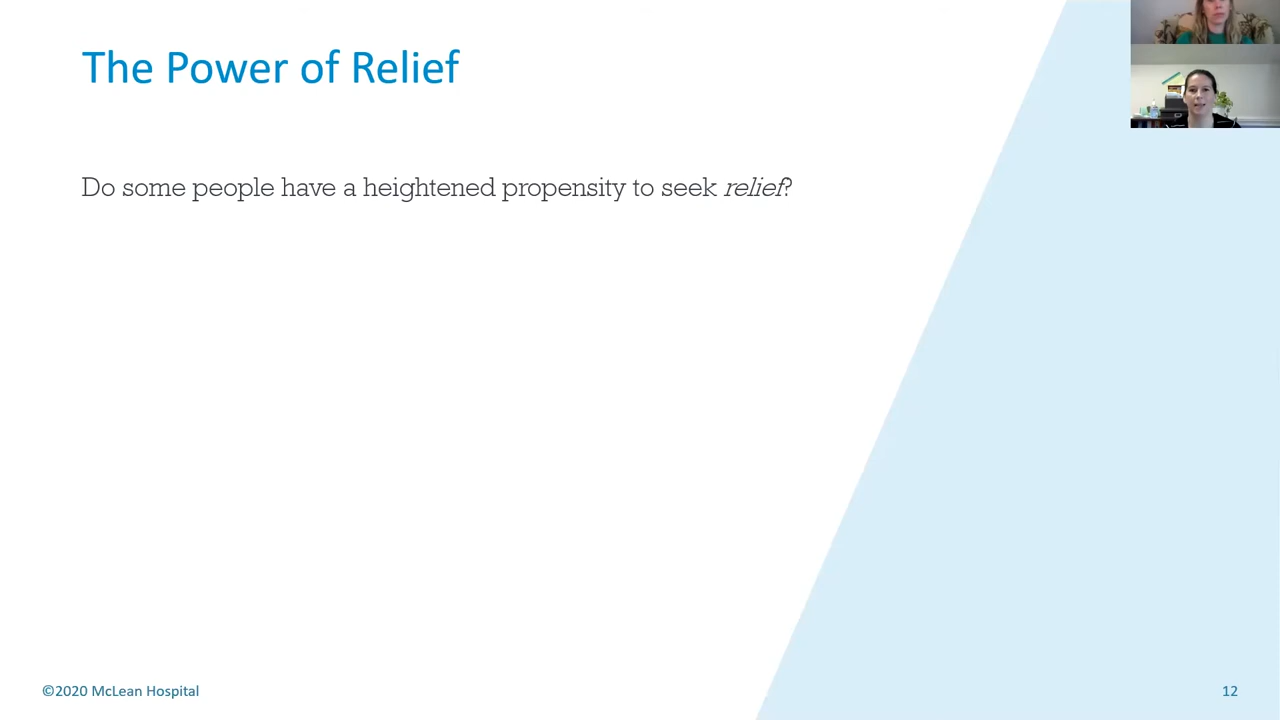 The Power of Relief
Do some people have a heightened propensity to seek relief?
©2020 McLean Hospital
12